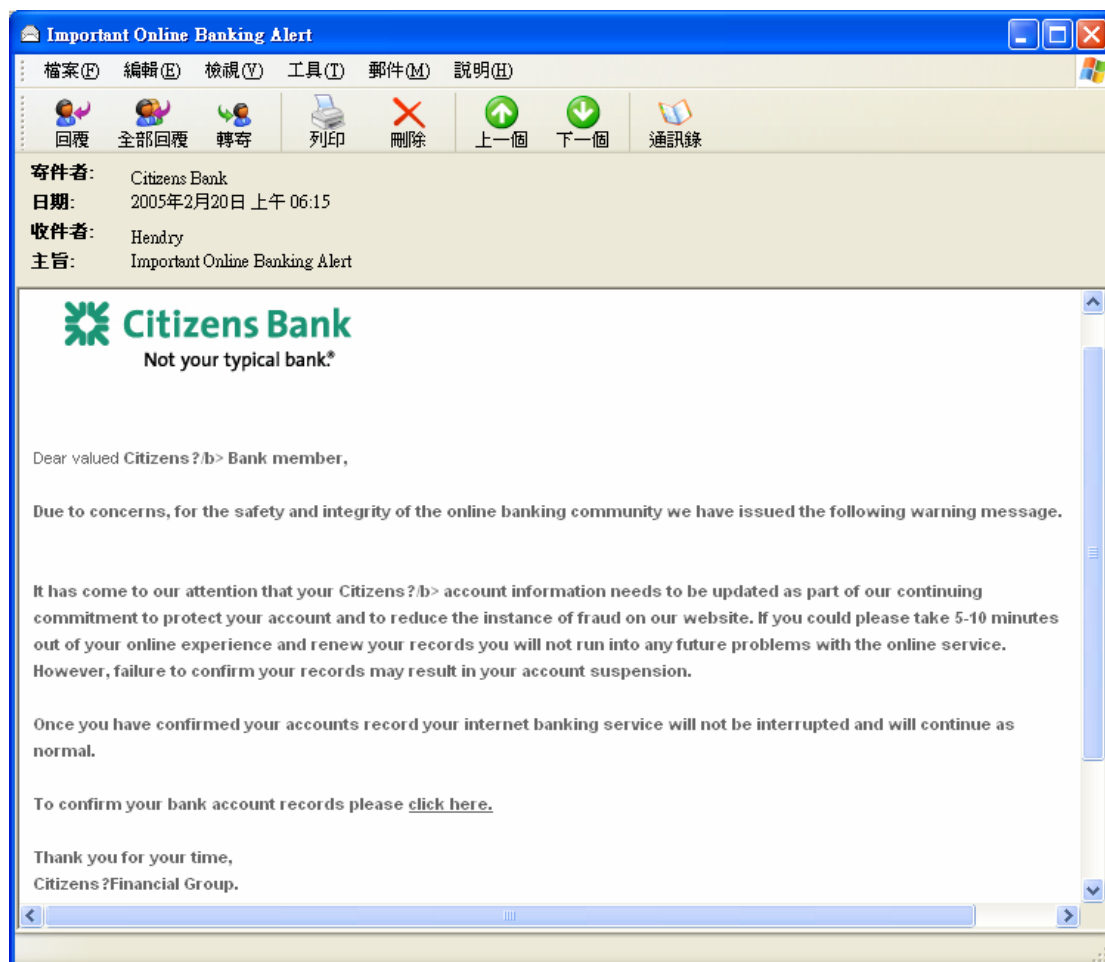 Important Online Banking Alert
檔案(F) 編輯(E) 檢視(V) 工具(T) 郵件(M) 說明(H)
回覆 全部回覆 轉寄 列印 刪除 上一個 下一個 通訊錄
寄件者: Citizens Bank
日期: 2005年2月20日 上午 06:15
收件者: Hendry
主旨: Important Online Banking Alert
Citizens Bank
Not your typical bank.®
Dear valued Citizens?/b> Bank member,
Due to concerns, for the safety and integrity of the online banking community we have issued the following warning message.
It has come to our attention that your Citizens?/b> account information needs to be updated as part of our continuing
commitment to protect your account and to reduce the instance of fraud on our website. If you could please take 5-10 minutes
out of your online experience and renew your records you will not run into any future problems with the online service.
However, failure to confirm your records may result in your account suspension.
Once you have confirmed your accounts record your internet banking service will not be interrupted and will continue as
normal.
To confirm your bank account records please click here.
Thank you for your time,
Citizens?Financial Group.